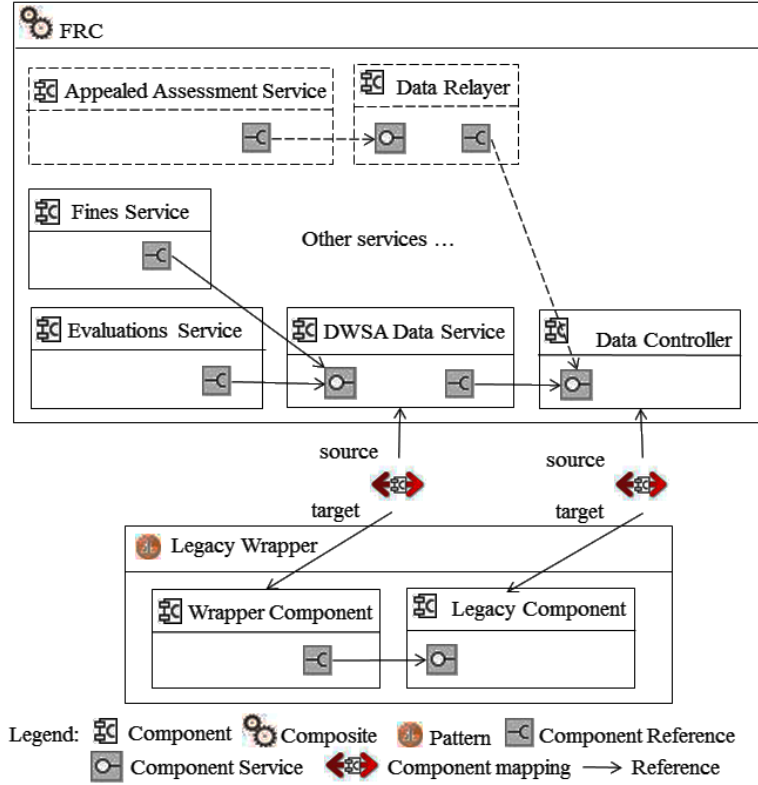 FRC
Appealed Assessment Service
Data Relayer
Fines Service
Other services ...
Evaluations Service
DWSA Data Service
Data Controller
source
source
target
target
Legacy Wrapper
Wrapper Component
Legacy Component
Legend: Component Composite Pattern Component Reference
Component Service Component mapping Reference